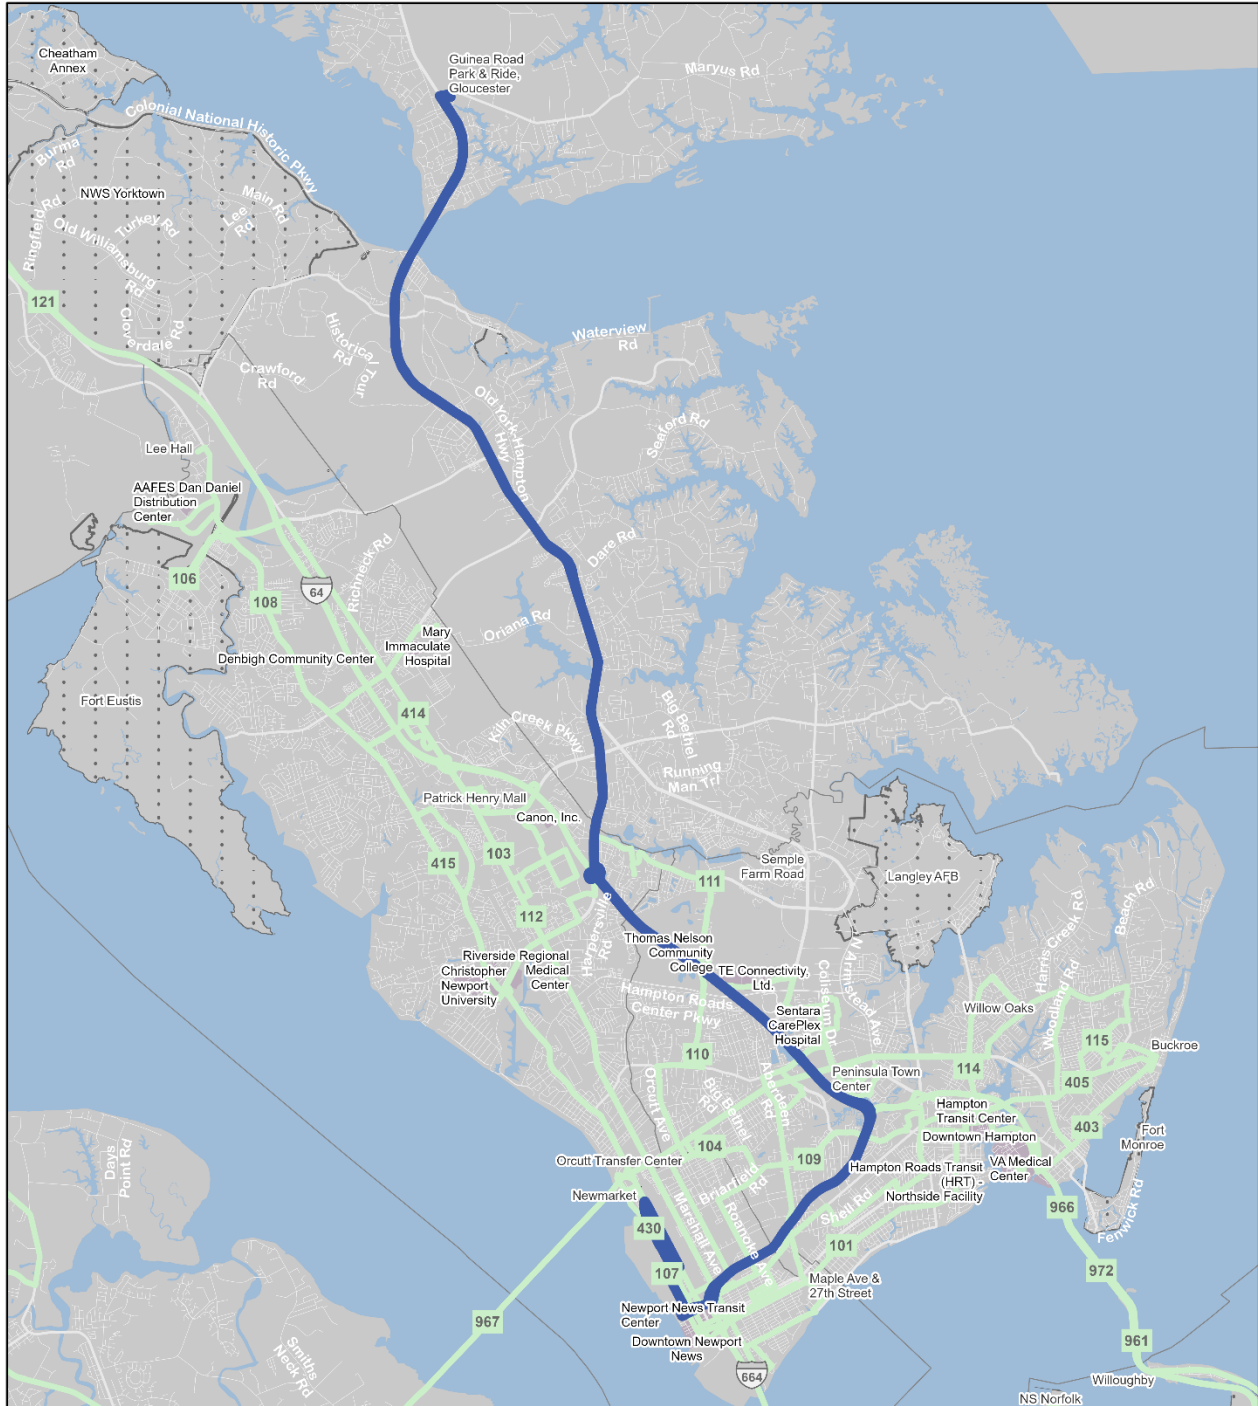 Cheatham
Annex
Guinea Road
Park & Ride,
Gloucester
Maryus Rd
Colonial National Historic Pkwy
Burma
Rd
NWS Yorktown
Main Rd
Lee
Rd
Turkey Rd
Ringfield Rd
Old Williamsburg
Rd
121
Cloverdale
Rd
Historical Tour
Rd
Crawford
Rd
Waterview
Rd
Old York-Hampton
Hwy
Seaford Rd
Lee Hall
AAFES Dan Daniel
Distribution
Center
Dare Rd
106
108
64
Richneck Rd
Oriana Rd
Mary
Immaculate
Hospital
Denbigh Community Center
Fort Eustis
414
Kiln Creek Pkwy
Big Bethel
Rd
Running
Man Trl
Patrick Henry Mall
Canon, Inc.
415
103
111
Semple
Farm Road
Langley AFB
112
Harpersville
Rd
Harris Creek Rd
Beach Rd
Thomas Nelson
Community
College
Riverside Regional
Medical
Center
Christopher
Newport
University
TE Connectivity,
Ltd.
Coliseum Dr
N Armstead Ave
Woodland Rd
Hampton Roads
Center Pkwy
Willow Oaks
Sentara
CarePlex
Hospital
110
115
Buckroe
Orcutt Ave
Big Bethel
Rd
Aberdeen
Rd
Peninsula Town
Center
114
405
Hampton
Transit Center
403
Fort
Monroe
104
Downtown Hampton
Orcutt Transfer Center
109
VA Medical
Center
Hampton Roads Transit
(HRT) -
Northside Facility
Newmarket
Briarfield
Rd
Days
Point Rd
Marshall Ave
Roanoke Ave
Shell Rd
966
Fenwick Rd
430
101
972
107
Maple Ave &
27th Street
967
Newport News Transit
Center
Downtown Newport
News
961
Smiths
Neck Rd
664
Willoughby
NS Norfolk